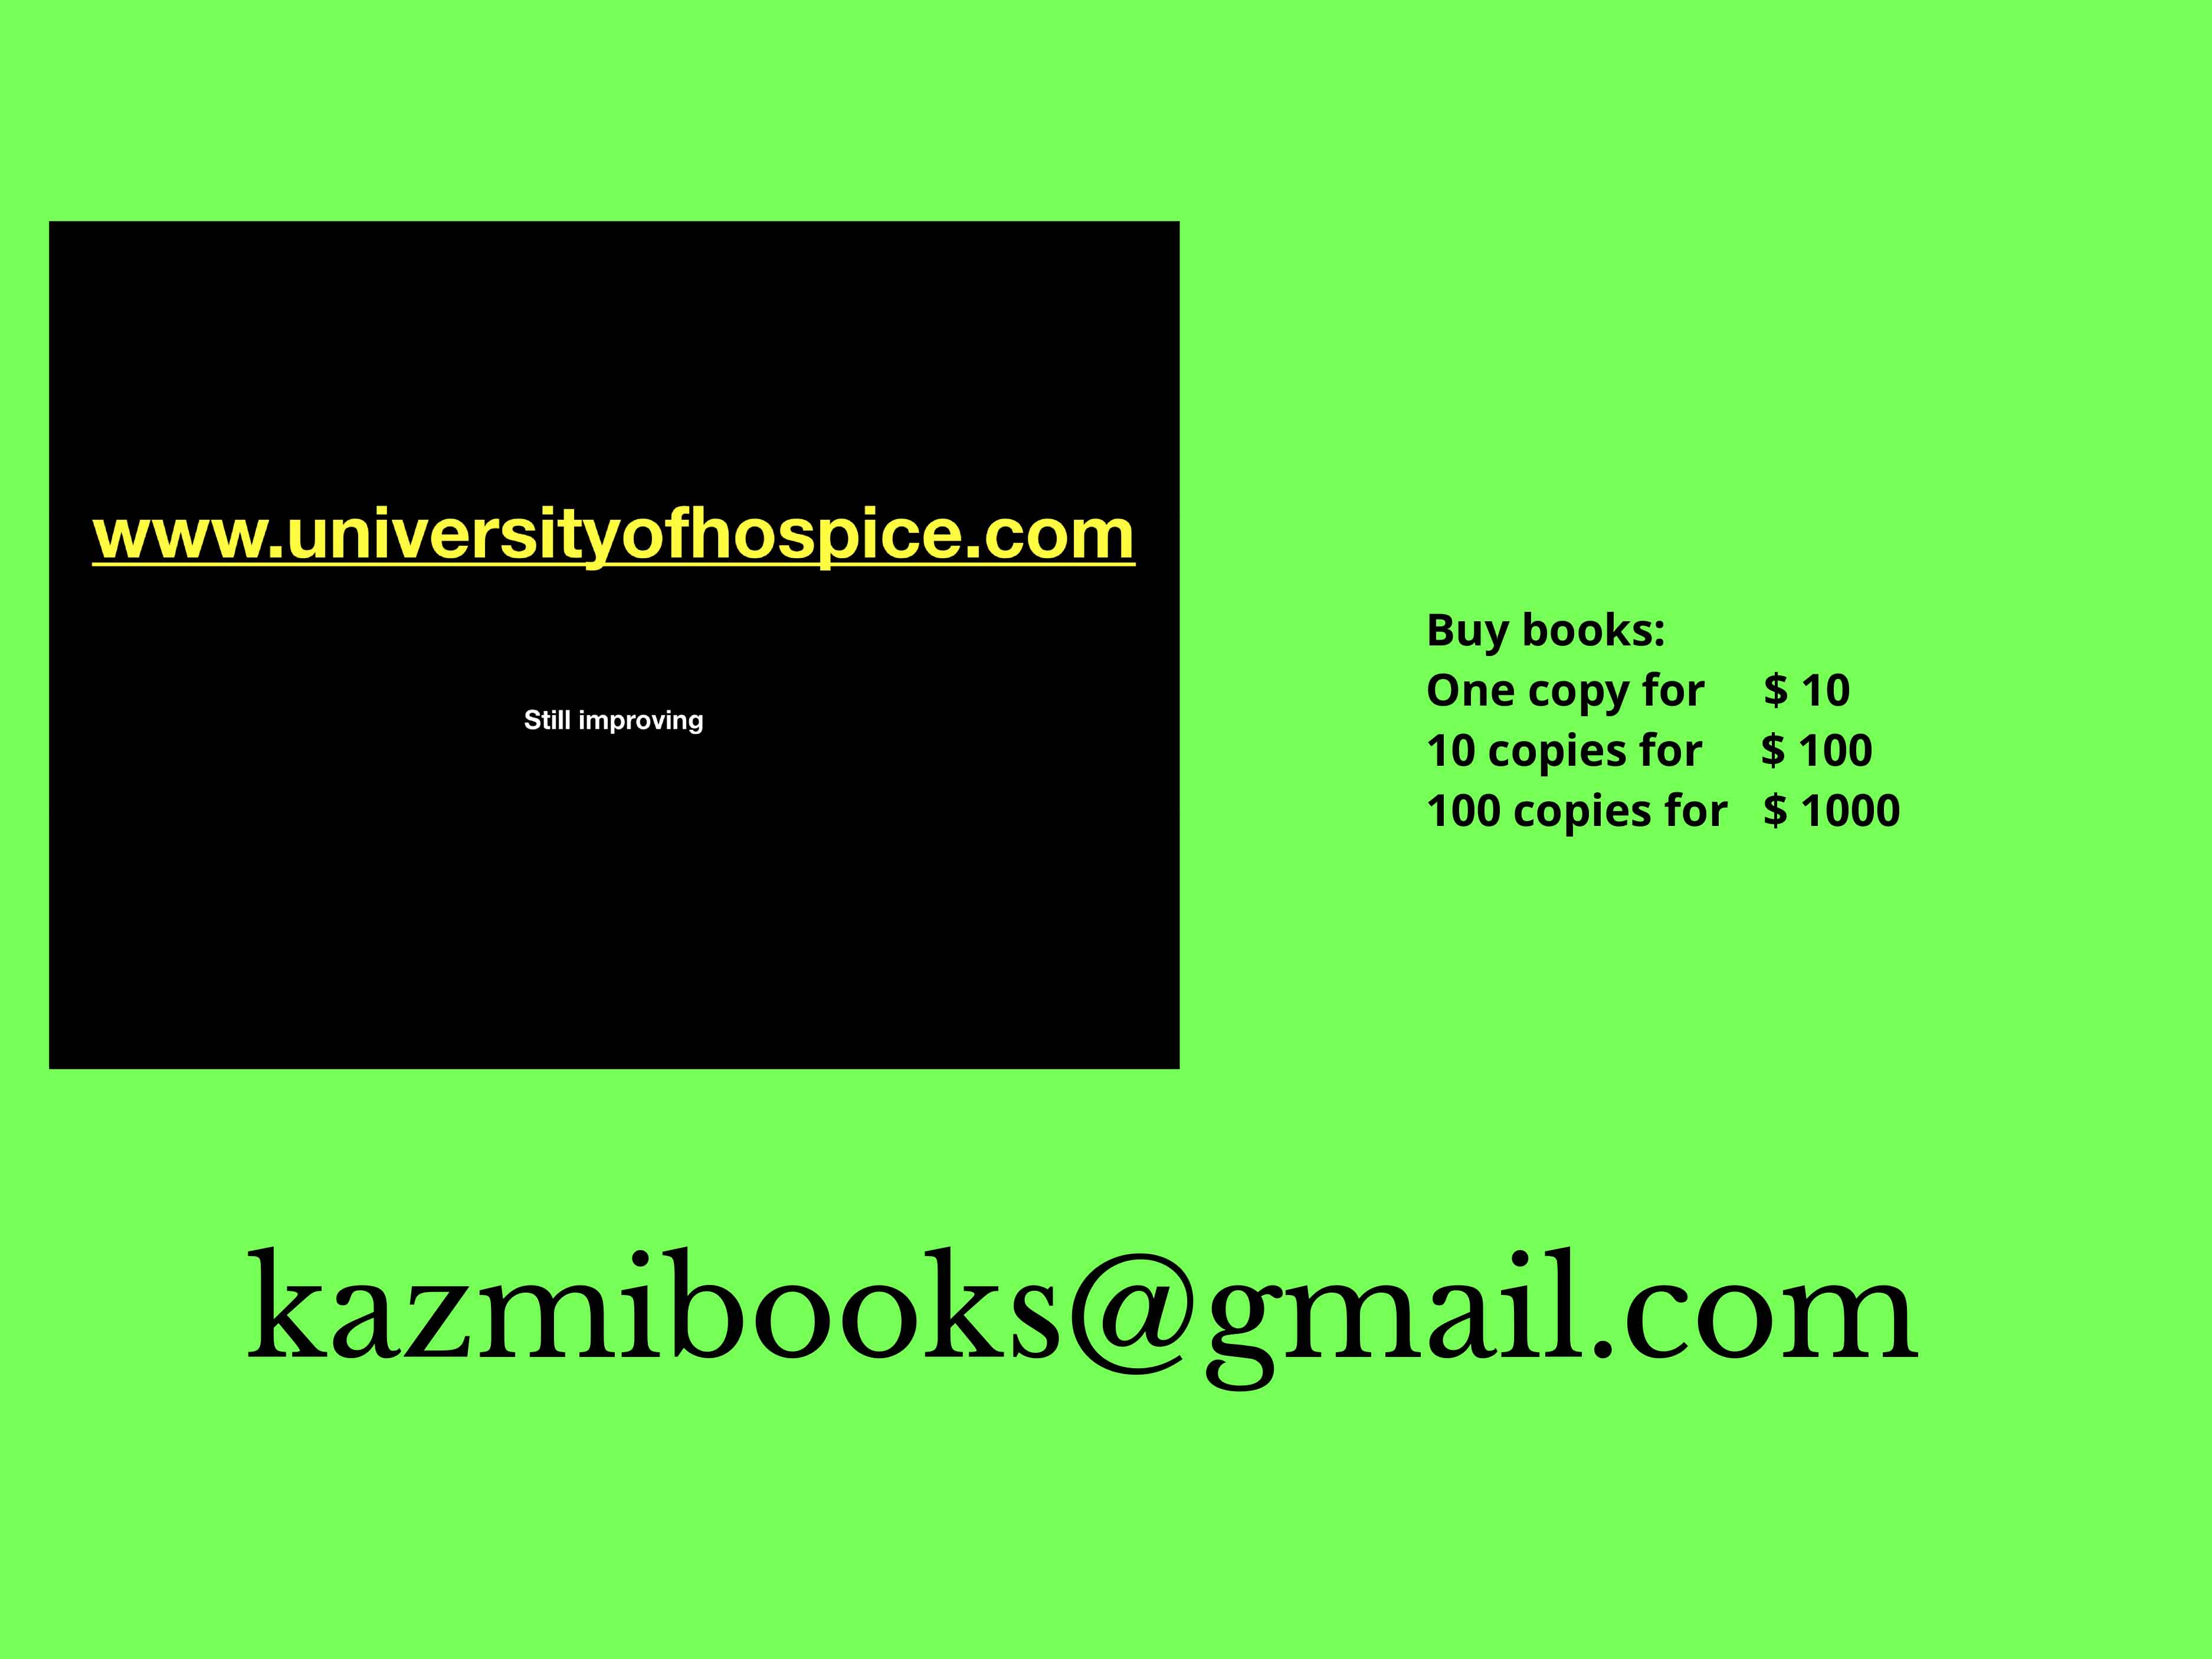 www.universityofhospice.com
Still improving
Buy books:
One copy for $ 10
10 copies for $ 100
100 copies for $ 1000
kazmibooks@gmail.com